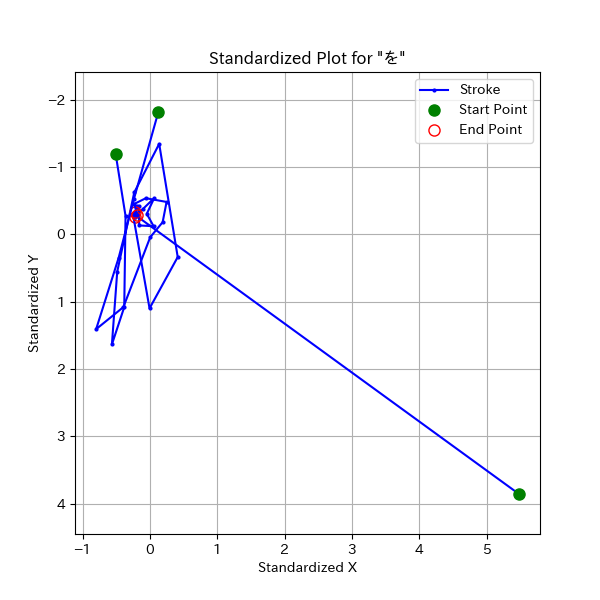 Standardized Plot for "を"
Stroke
Start Point
End Point
−2
−1
0
1
2
3
4
Standardized Y
−1 0 1 2 3 4 5
Standardized X